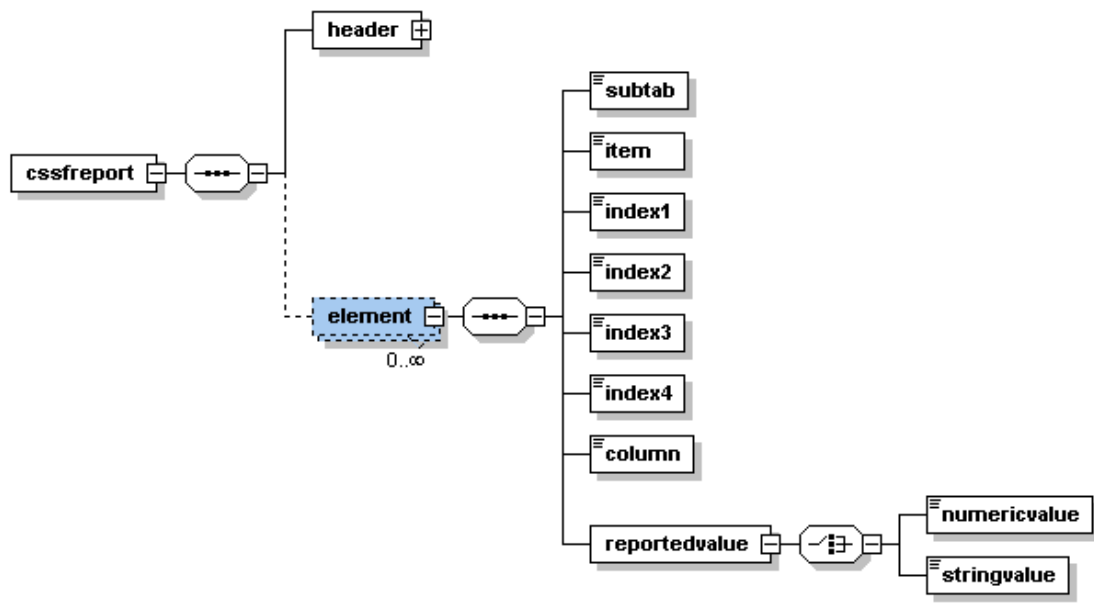 header
subtab
item
cssfreport
index1
index2
element
0..∞
index3
index4
column
numericvalue
reportedvalue
stringvalue